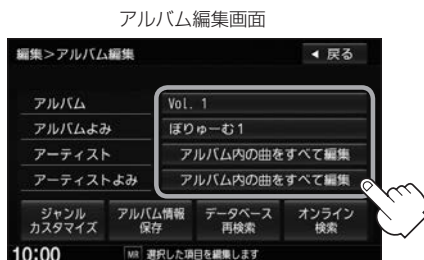 アルバム編集画面
編集>アルバム編集
◀ 戻る
アルバム Vol. 1
アルバムよみ ぼりゅーむ1
アーティスト アルバム内の曲をすべて編集
アーティストよみ アルバム内の曲をすべて編集
ジャンル アルバム情報 データベース オンライン
カスタマイズ 保存 再検索 検索
10:00 MR 選択した項目を編集します